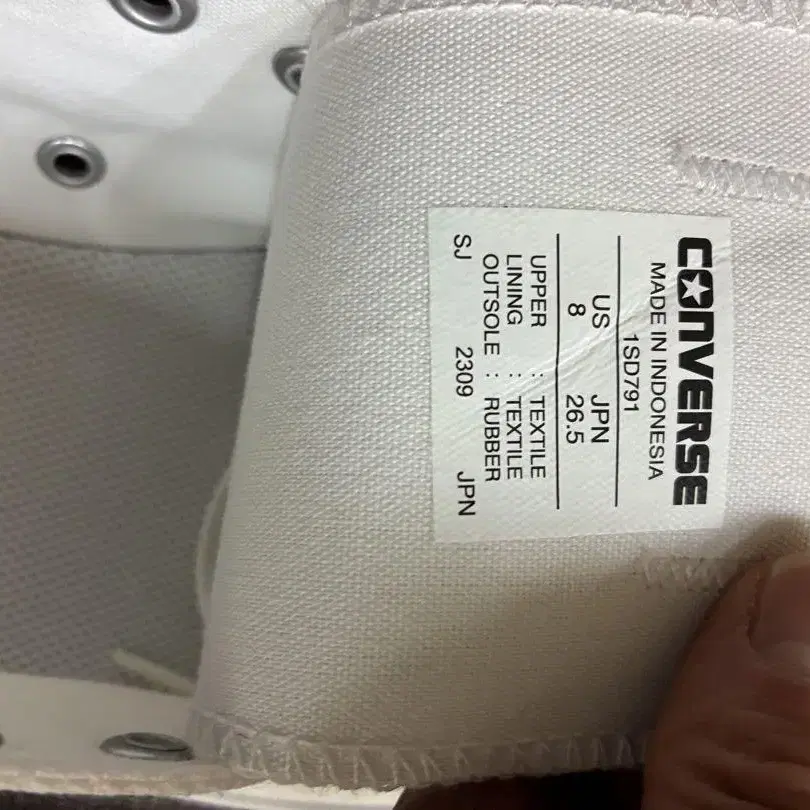 CONVERSE
MADE IN INDONESIA
1SD791
US JPN
8 26.5
UPPER : TEXTILE
LINING : TEXTILE
OUTSOLE : RUBBER
SJ 2309 JPN